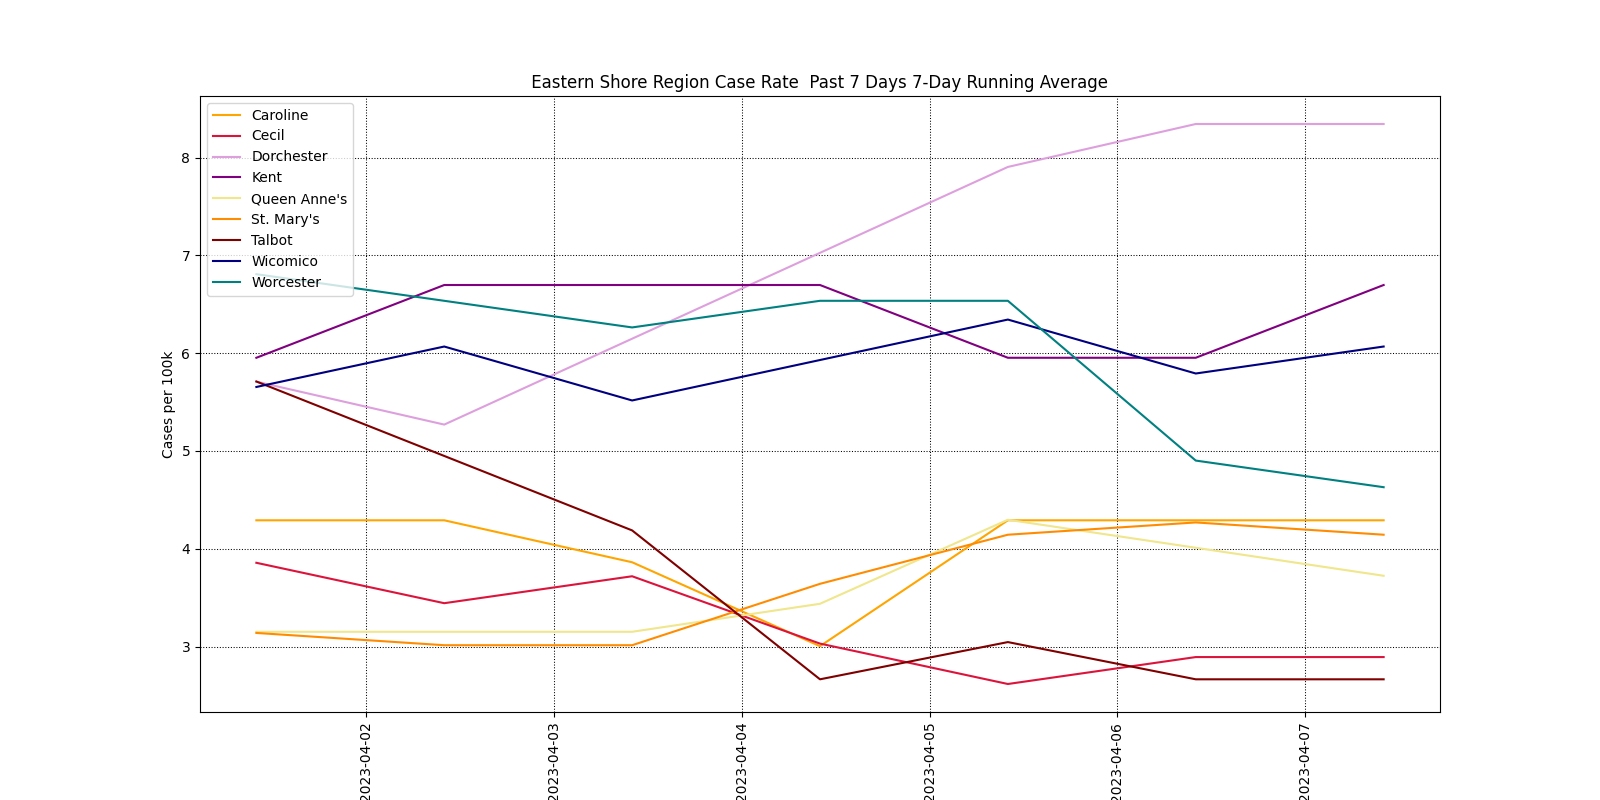 Eastern Shore Region Case Rate  Past 7 Days 7-Day Running Average
Caroline
Cecil
Dorchester
Kent
Queen Anne's
St. Mary's
Talbot
Wicomico
Worcester
8
7
6
5
4
3
Cases per 100k
2023-04-02
2023-04-03
2023-04-04
2023-04-05
2023-04-06
2023-04-07